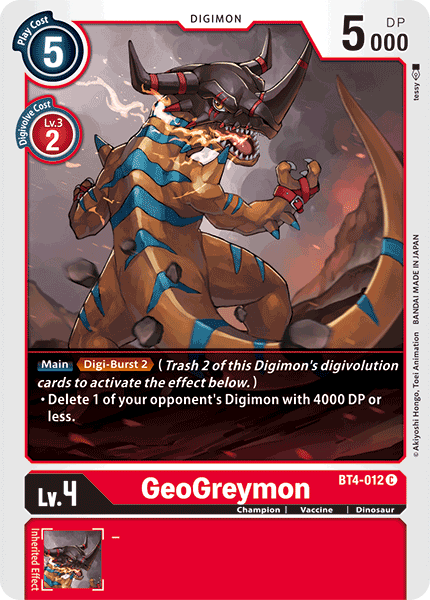 Play Cost
5
DIGIMON
5000
DP
Digivolve Cost
Lv.3
2
tessy
© Akiyoshi Hongo, Toei Animation BANDAI MADE IN JAPAN
Main Digi-Burst 2 (Trash 2 of this Digimon's digivolution
cards to activate the effect below.)
• Delete 1 of your opponent's Digimon with 4000 DP or
less.
Lv.4
GeoGreymon
BT4-012 C
Champion | Vaccine | Dinosaur
Inherited Effect
–